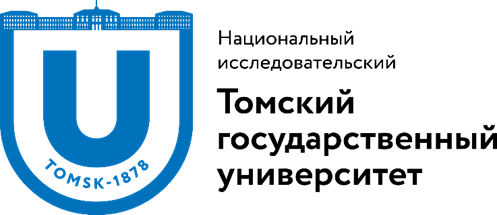 U
TOMSK-1878
Национальный
исследовательский
Томский
государственный
университет